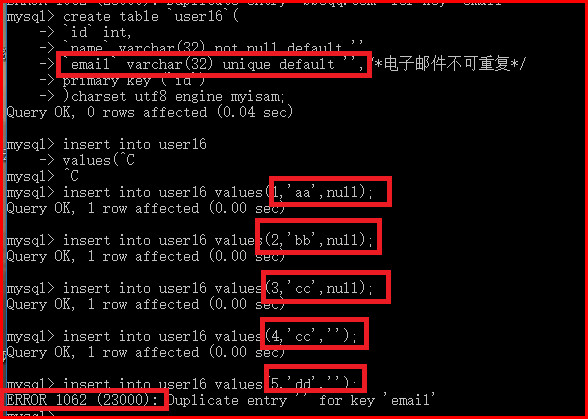 mysql> create table `user16`(
-> `id` int,
-> `name` varchar(32) not null default ''
-> `email` varchar(32) unique default '',/*电子邮件不可重复*/
-> primary key (`id`)
-> )charset utf8 engine myisam;
Query OK, 0 rows affected (0.04 sec)
mysql> insert into user16
-> values(^C
mysql> ^C
mysql> insert into user16 values(1,'aa',null);
Query OK, 1 row affected (0.00 sec)
mysql> insert into user16 values(2,'bb',null);
Query OK, 1 row affected (0.00 sec)
mysql> insert into user16 values(3,'cc',null);
Query OK, 1 row affected (0.00 sec)
mysql> insert into user16 values(4,'cc','');
Query OK, 1 row affected (0.00 sec)
mysql> insert into user16 values(5,'dd','');
ERROR 1062 (23000): Duplicate entry '' for key 'email'
mysql>